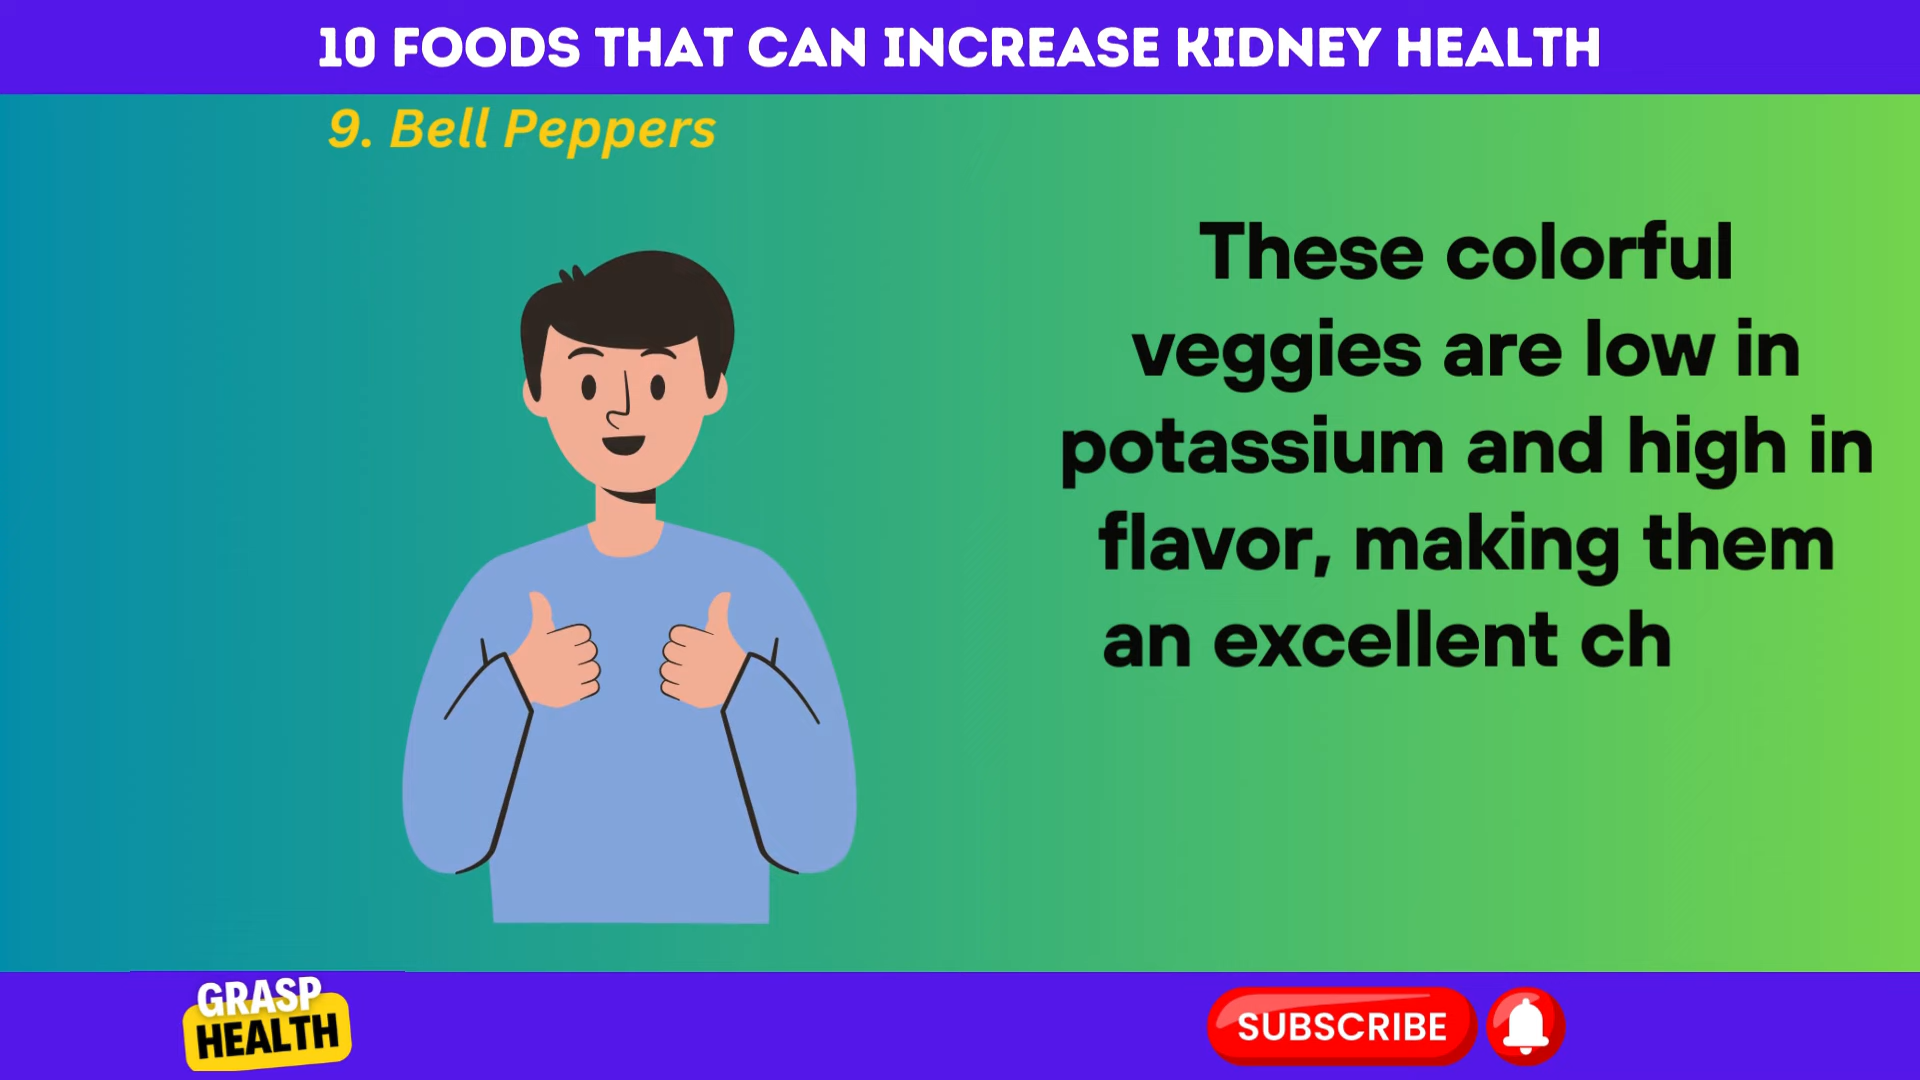 10 FOODS THAT CAN INCREASE KIDNEY HEALTH
9. Bell Peppers
These colorful
veggies are low in
potassium and high in
flavor, making them
an excellent ch
GRASP
HEALTH
SUBSCRIBE